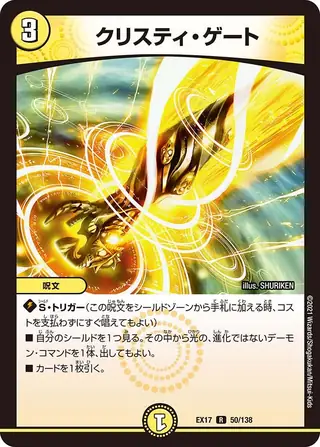 3
クリスティ・ゲート
illus. SHURIKEN
呪文
S・トリガー(この呪文をシールドゾーンから手札に加える時、コス
トを支払わずにすぐ唱えてもよい)
■自分のシールドを1つ見る。その中から光の、進化ではないデーモ
ン・コマンドを1体、出してもよい。
■カードを1枚引く。
©2021 Wizards/Shogakukan/Mitsui-Kids
1
EX17 R 50/138